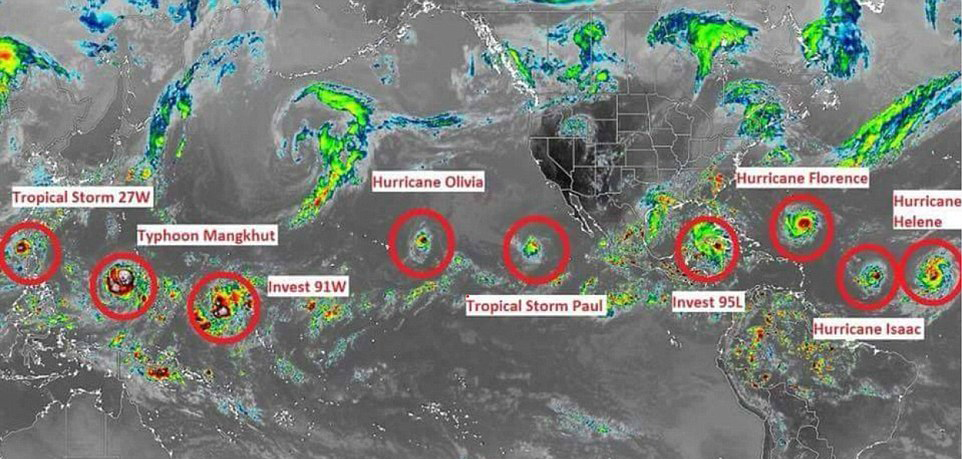 Tropical Storm 27W
Typhoon Mangkhut
Invest 91W
Hurricane Olivia
Tropical Storm Paul
Invest 95L
Hurricane Florence
Hurricane Isaac
Hurricane
Helene